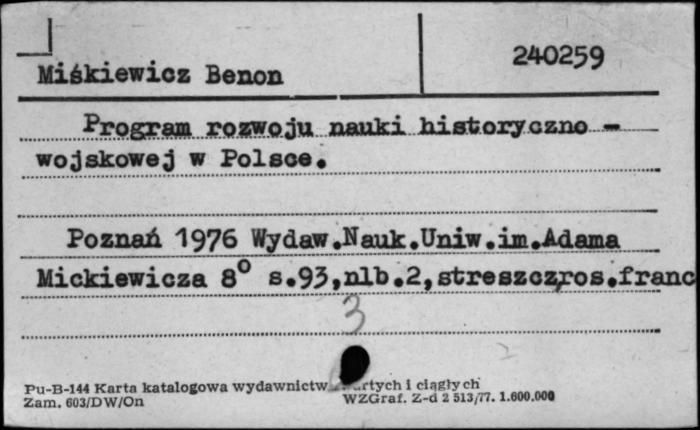 240259
Miśkiewicz Benon
Program rozwoju nauki historyczno -
wojskowej w Polsce.
Poznań 1976 Wydaw.Nauk.Uniw.im.Adama
Mickiewicza 8° s.93,nlb.2,streszcz,ros.franc
3
Pu-B-144 Karta katalogowa wydawnictw i ciągłych
Zam. 603/DW/On WZGraf. Z-d 2 513/77. 1.600.000